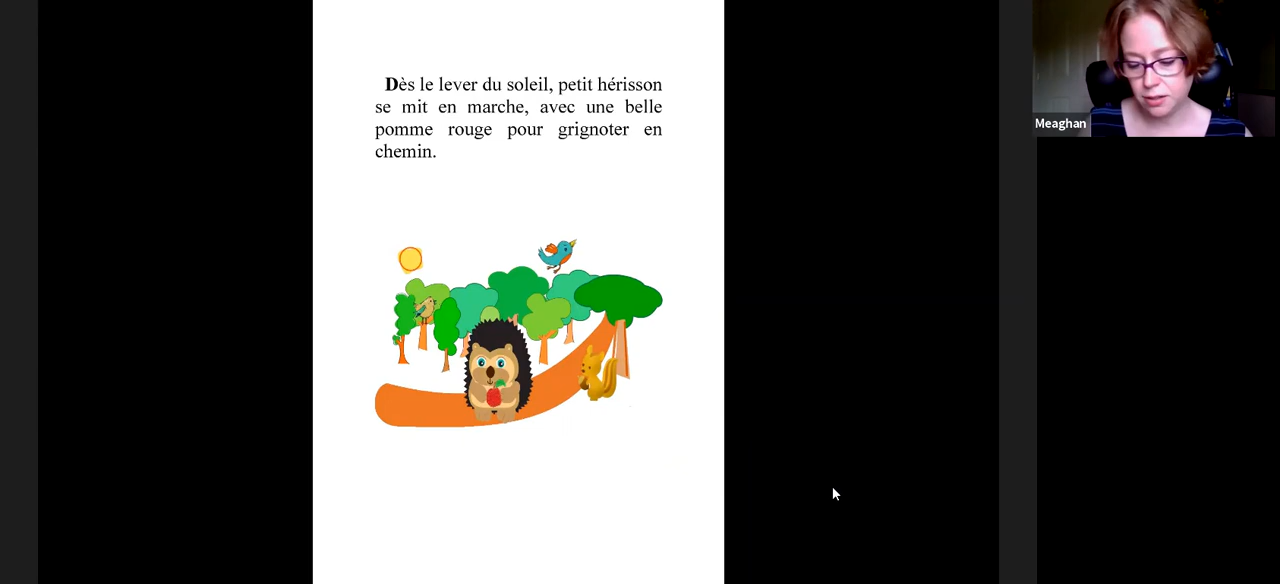 Dès le lever du soleil, petit hérisson
se mit en marche, avec une belle
pomme rouge pour grignoter en
chemin.
Meaghan